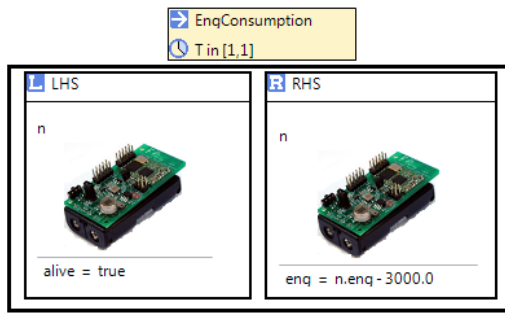 EnqConsumption
T in [1,1]
L LHS
R RHS
n
n
alive = true
enq = n.enq - 3000.0